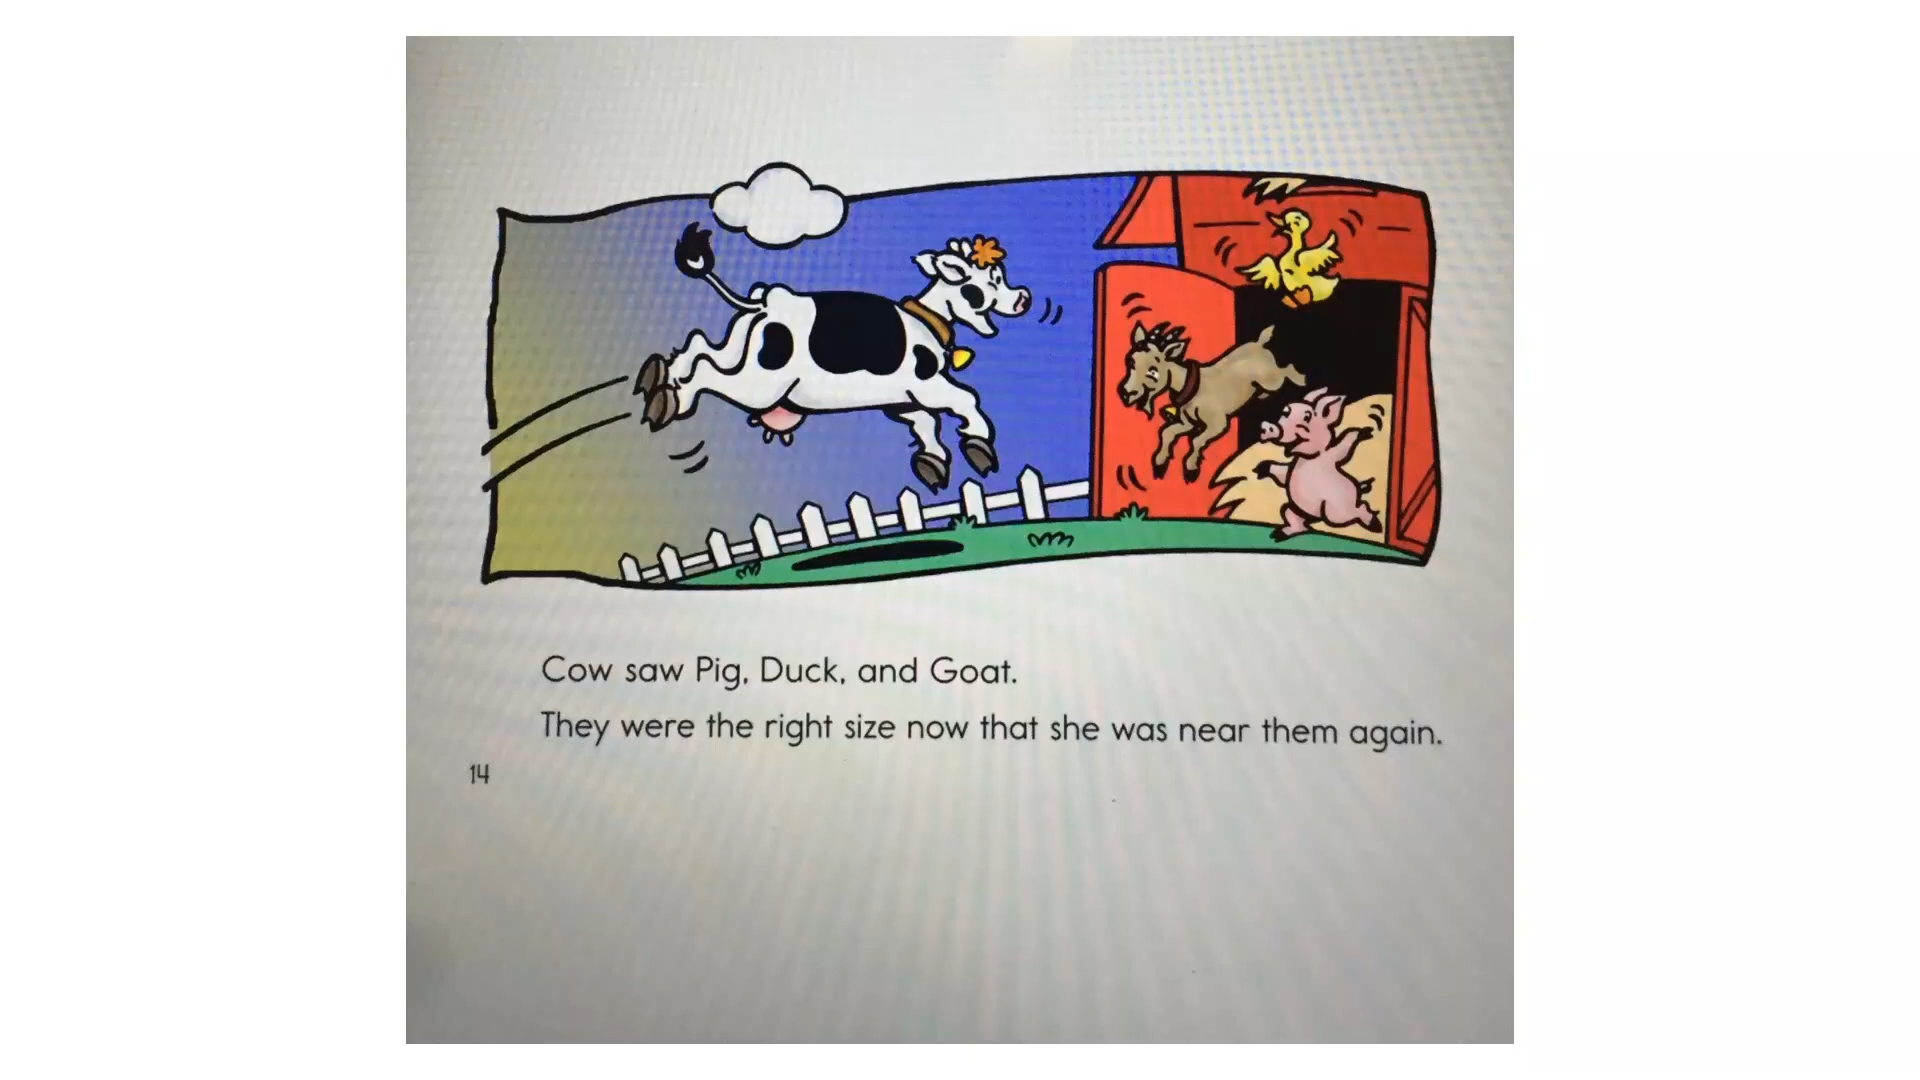 Cow saw Pig, Duck, and Goat.
They were the right size now that she was near them again.
14